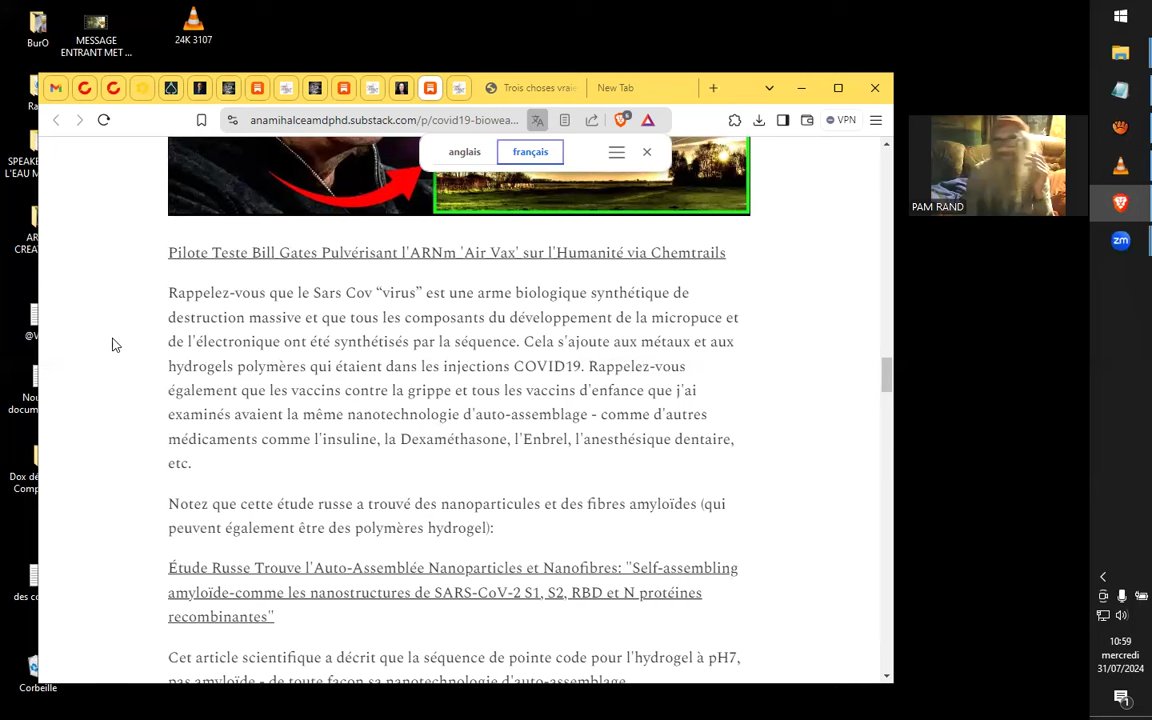 BurO
MESSAGE
ENTRANT MET ...
24K 3107
Ra
SPEAKE
L'EAU M
AR
CREA
@V
Nou
docum
Dox dé
Comp
des co
Corbeille
Trois choses vraie
New Tab
anamihalceamdphd.substack.com/p/covid19-biowea...
6
VPN
anglais
français
Pilote Teste Bill Gates Pulvérisant l'ARNm 'Air Vax' sur l'Humanité via Chemtrails
Rappelez-vous que le Sars Cov “virus” est une arme biologique synthétique de
destruction massive et que tous les composants du développement de la micropuce et
de l'électronique ont été synthétisés par la séquence. Cela s'ajoute aux métaux et aux
hydrogels polymères qui étaient dans les injections COVID19. Rappelez-vous
également que les vaccins contre la grippe et tous les vaccins d'enfance que j'ai
examinés avaient la même nanotechnologie d'auto-assemblage - comme d'autres
médicaments comme l'insuline, la Dexaméthasone, l'Enbrel, l'anesthésique dentaire,
etc.
Notez que cette étude russe a trouvé des nanoparticules et des fibres amyloïdes (qui
peuvent également être des polymères hydrogel):
Étude Russe Trouve l'Auto-Assemblée Nanoparticles et Nanofibres: "Self-assembling
amyloïde-comme les nanostructures de SARS-CoV-2 S1, S2, RBD et N protéines
recombinantes"
Cet article scientifique a décrit que la séquence de pointe code pour l'hydrogel à pH7,
pas amyloïde - de toute façon sa nanotechnologie d'auto-assemblage
PAM RAND
zm
10:59
mercredi
31/07/2024
1